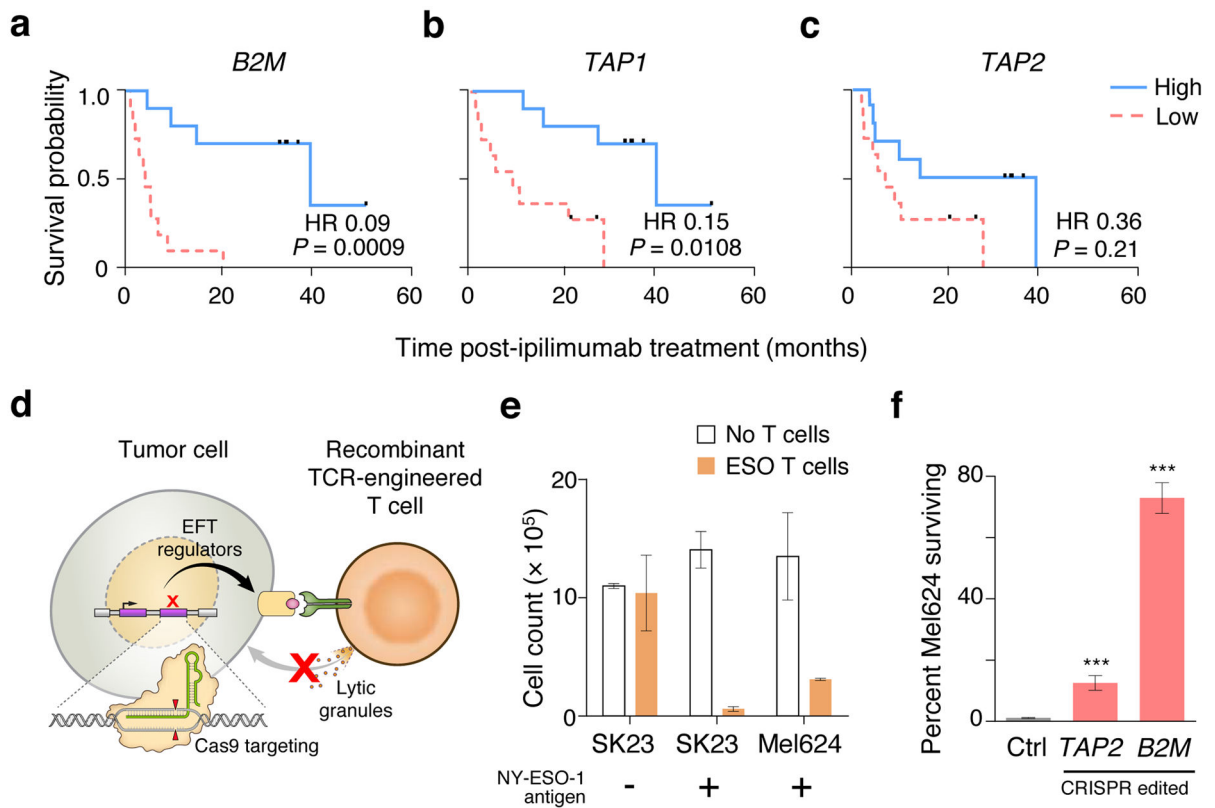 a
b
c
B2M
TAP1
TAP2
High
Low
Survival probability
1.0
0.5
0
HR 0.09
P = 0.0009
HR 0.15
P = 0.0108
HR 0.36
P = 0.21
0 20 40 60
0 20 40 60
0 20 40 60
Time post-ipilimumab treatment (months)
d
Tumor cell
Recombinant
TCR-engineered
T cell
EFT
regulators
X
X
Lytic
granules
Cas9 targeting
e
No T cells
ESO T cells
Cell count (× 10⁵)
20
10
0
SK23 SK23 Mel624
NY-ESO-1
antigen
- + +
f
Percent Mel624 surviving
80
40
0
***
***
Ctrl TAP2 B2M
CRISPR edited